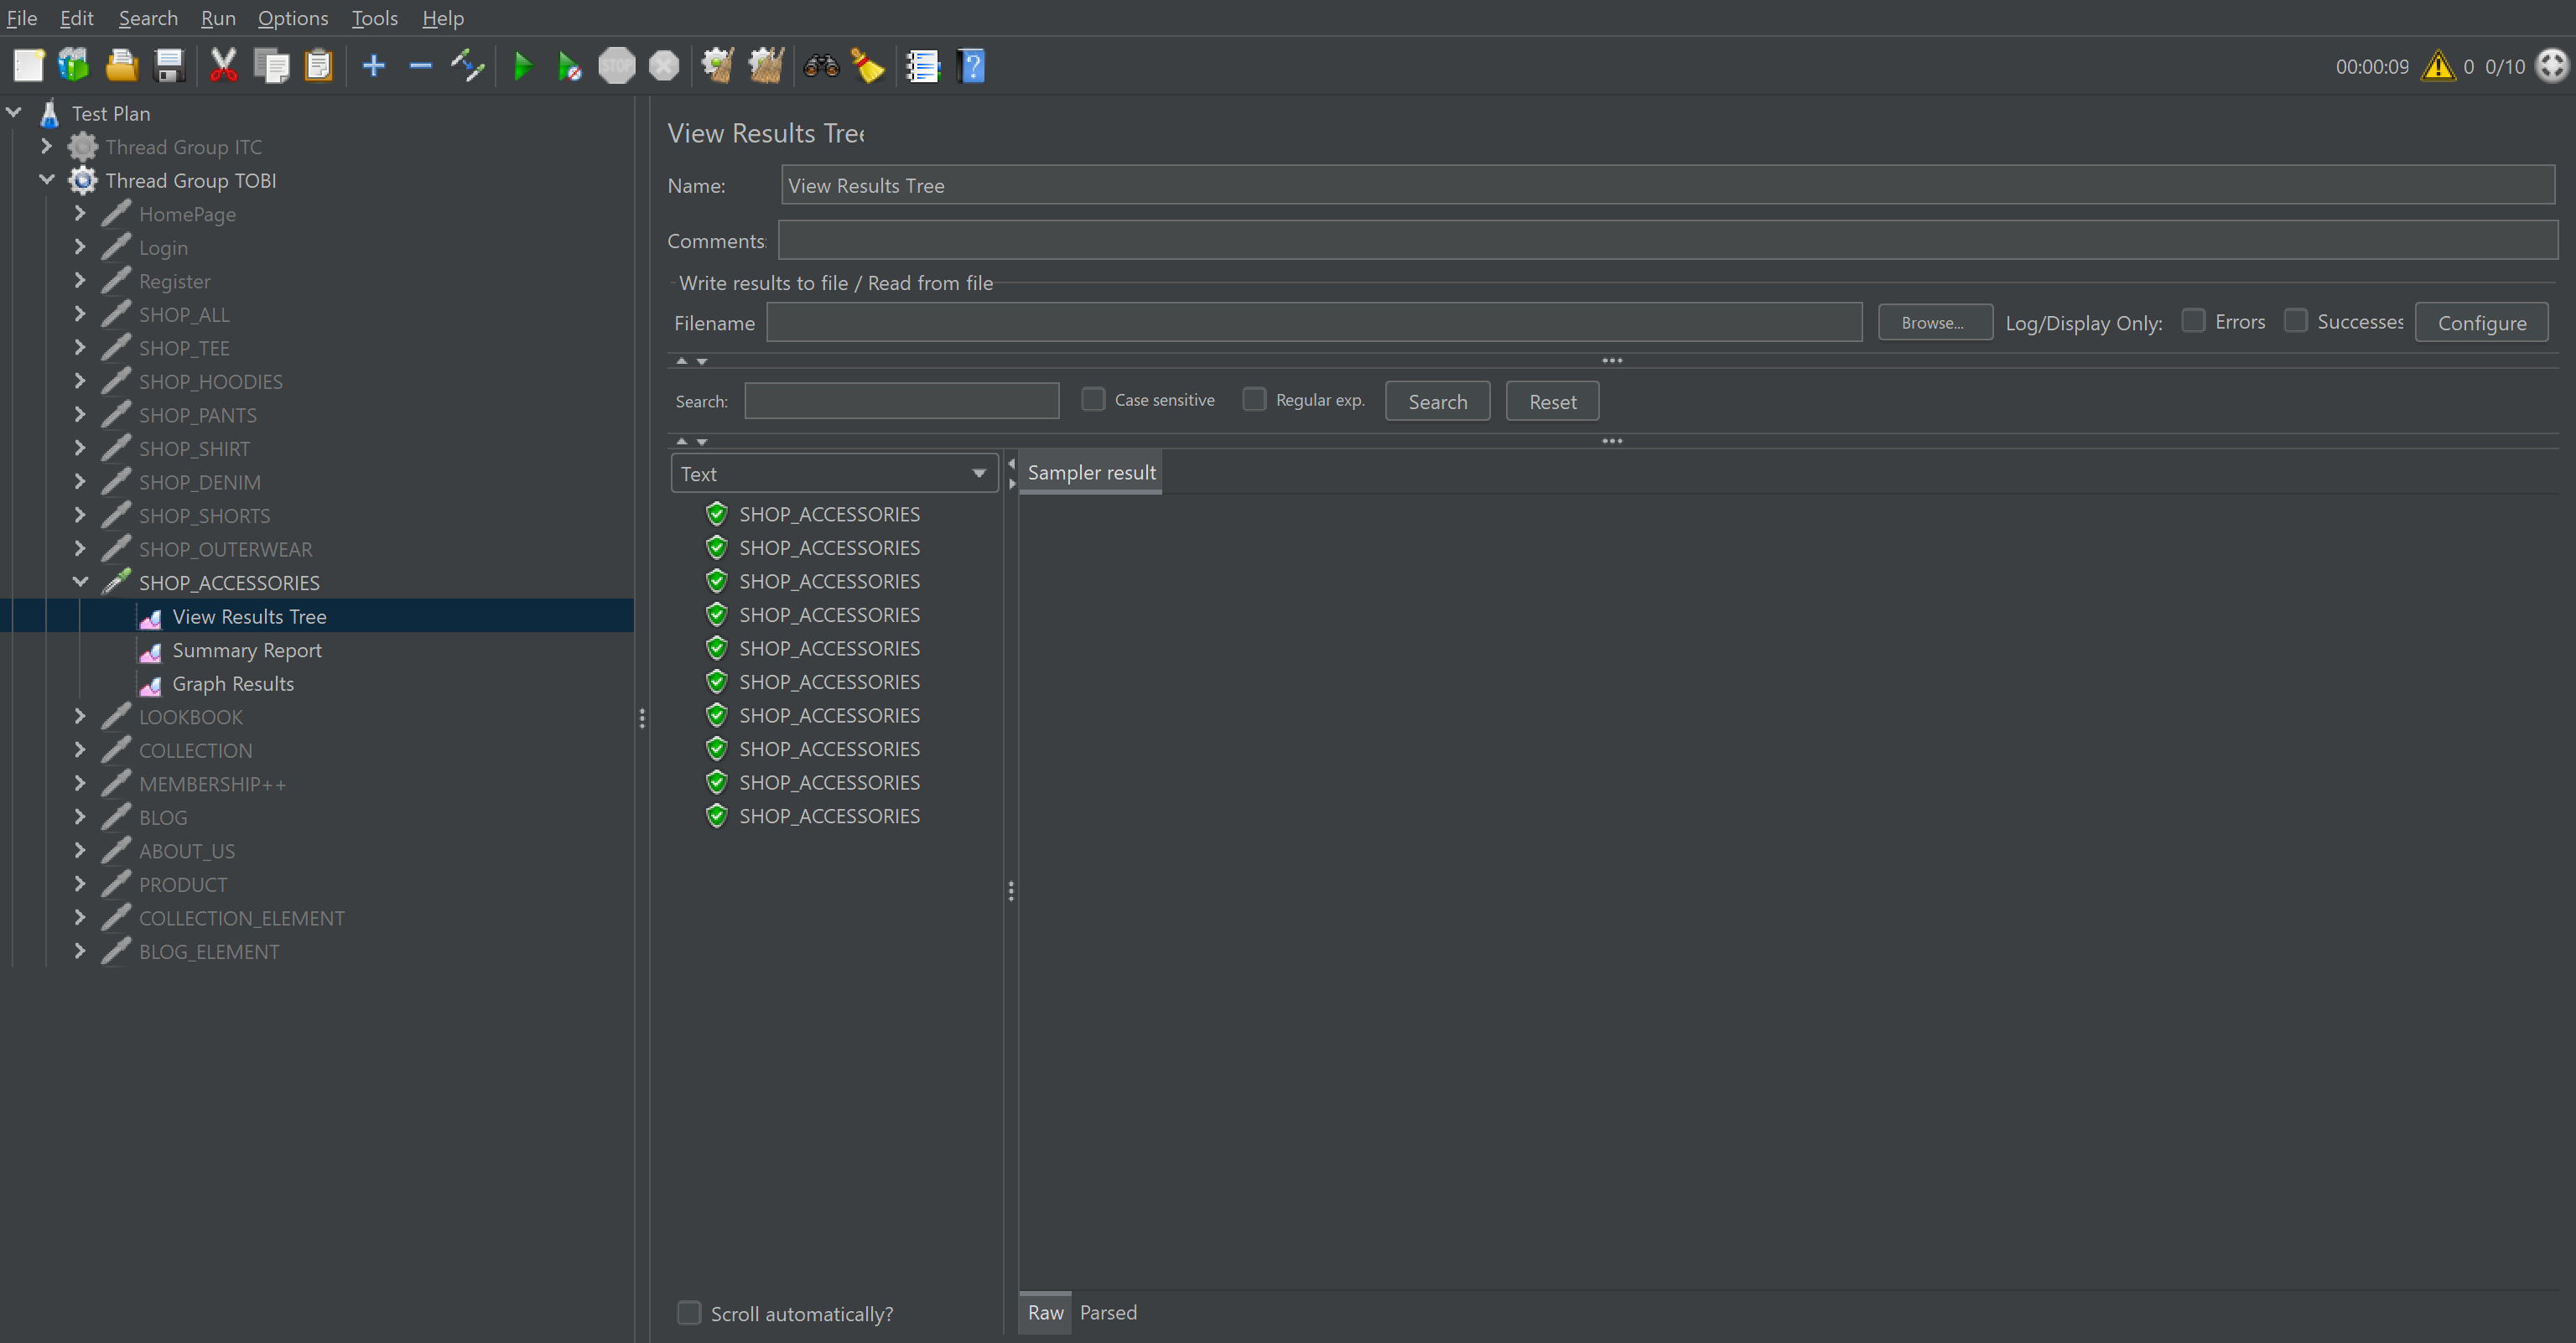 File Edit Search Run Options Tools Help
STOP
00:00:09 0 0/10
Test Plan
Thread Group ITC
Thread Group TOBI
HomePage
Login
Register
SHOP_ALL
SHOP_TEE
SHOP_HOODIES
SHOP_PANTS
SHOP_SHIRT
SHOP_DENIM
SHOP_SHORTS
SHOP_OUTERWEAR
SHOP_ACCESSORIES
View Results Tree
Summary Report
Graph Results
LOOKBOOK
COLLECTION
MEMBERSHIP++
BLOG
ABOUT_US
PRODUCT
COLLECTION_ELEMENT
BLOG_ELEMENT
View Results Tree
Name: View Results Tree
Comments:
Write results to file / Read from file
Filename Browse... Log/Display Only: Errors Successes Configure
Search: Case sensitive Regular exp. Search Reset
Text
SHOP_ACCESSORIES
SHOP_ACCESSORIES
SHOP_ACCESSORIES
SHOP_ACCESSORIES
SHOP_ACCESSORIES
SHOP_ACCESSORIES
SHOP_ACCESSORIES
SHOP_ACCESSORIES
SHOP_ACCESSORIES
SHOP_ACCESSORIES
Scroll automatically?
Sampler result
Raw Parsed